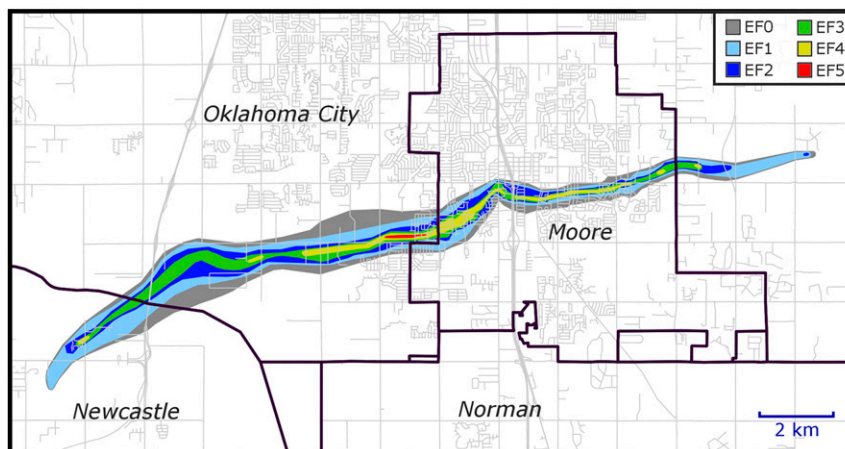 EF0 EF3
EF1 EF4
EF2 EF5
Oklahoma City
Moore
Newcastle
Norman
2 km